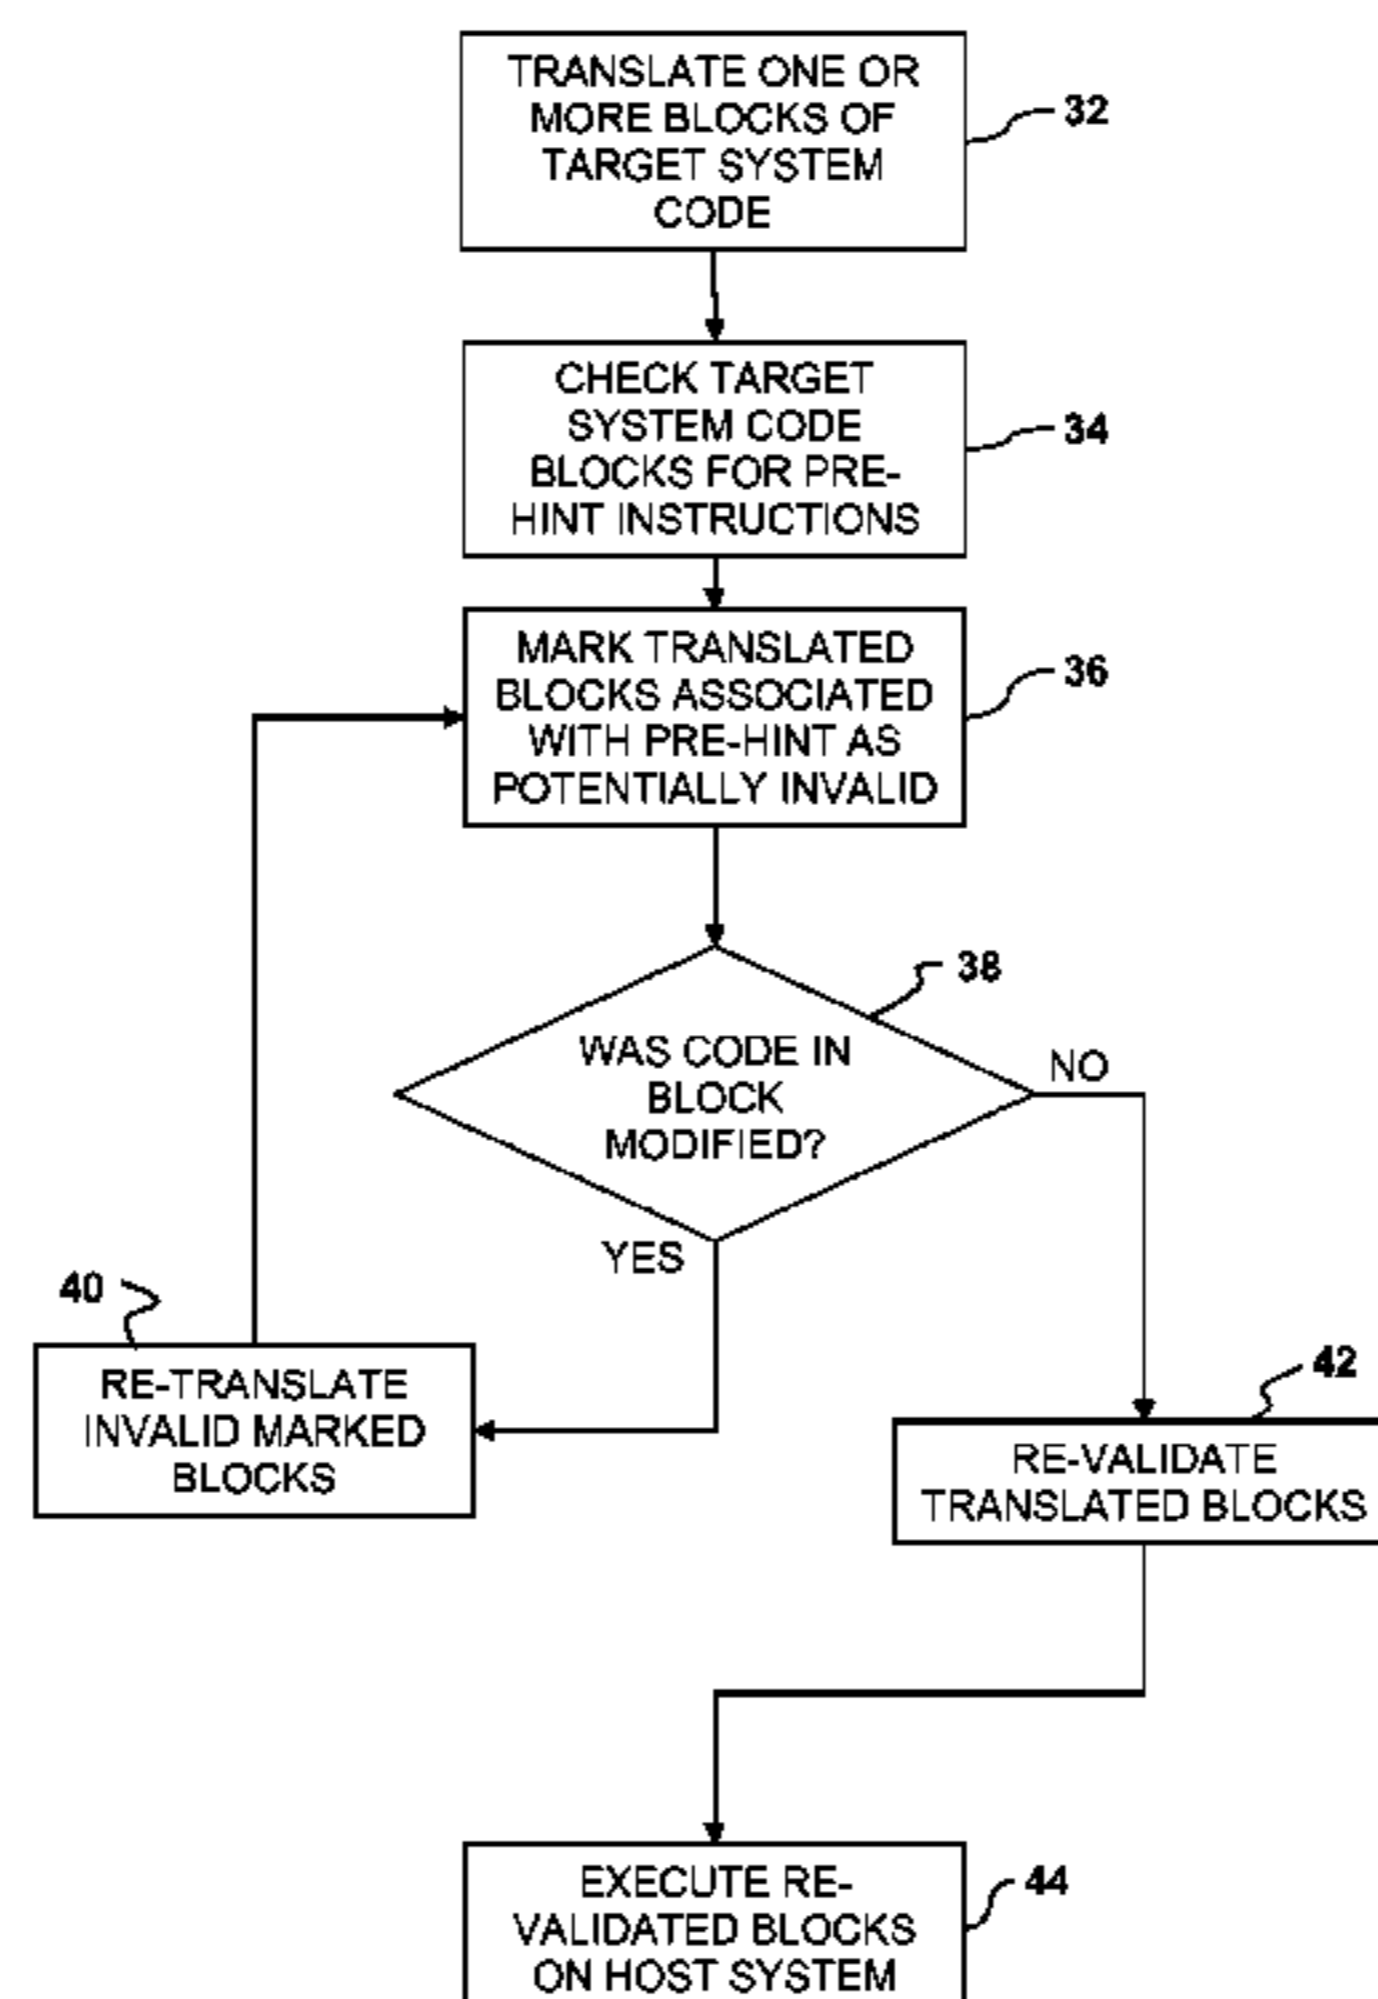 TRANSLATE ONE OR
MORE BLOCKS OF
TARGET SYSTEM
CODE
32
CHECK TARGET
SYSTEM CODE
BLOCKS FOR PRE-
HINT INSTRUCTIONS
34
MARK TRANSLATED
BLOCKS ASSOCIATED
WITH PRE-HINT AS
POTENTIALLY INVALID
36
38
WAS CODE IN
BLOCK
MODIFIED?
NO
YES
40
RE-TRANSLATE
INVALID MARKED
BLOCKS
42
RE-VALIDATE
TRANSLATED BLOCKS
EXECUTE RE-
VALIDATED BLOCKS
ON HOST SYSTEM
44